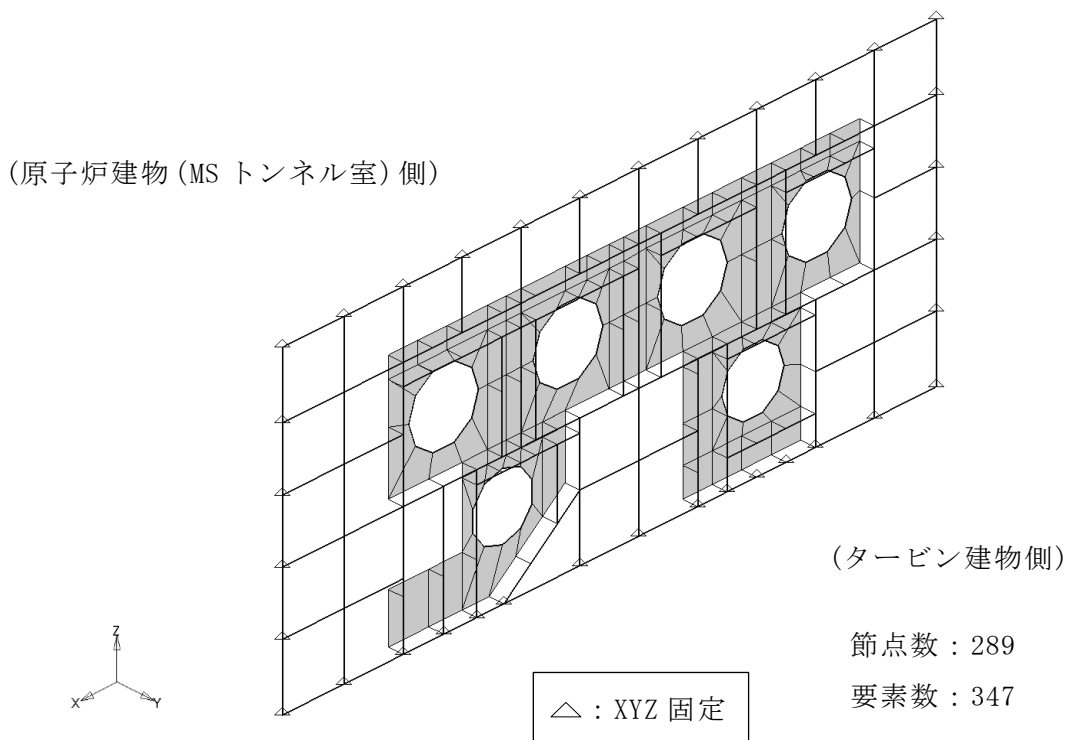 (原子炉建物(MS トンネル室)側)
(タービン建物側)
節点数：289
要素数：347
△：XYZ 固定
Z
X
Y